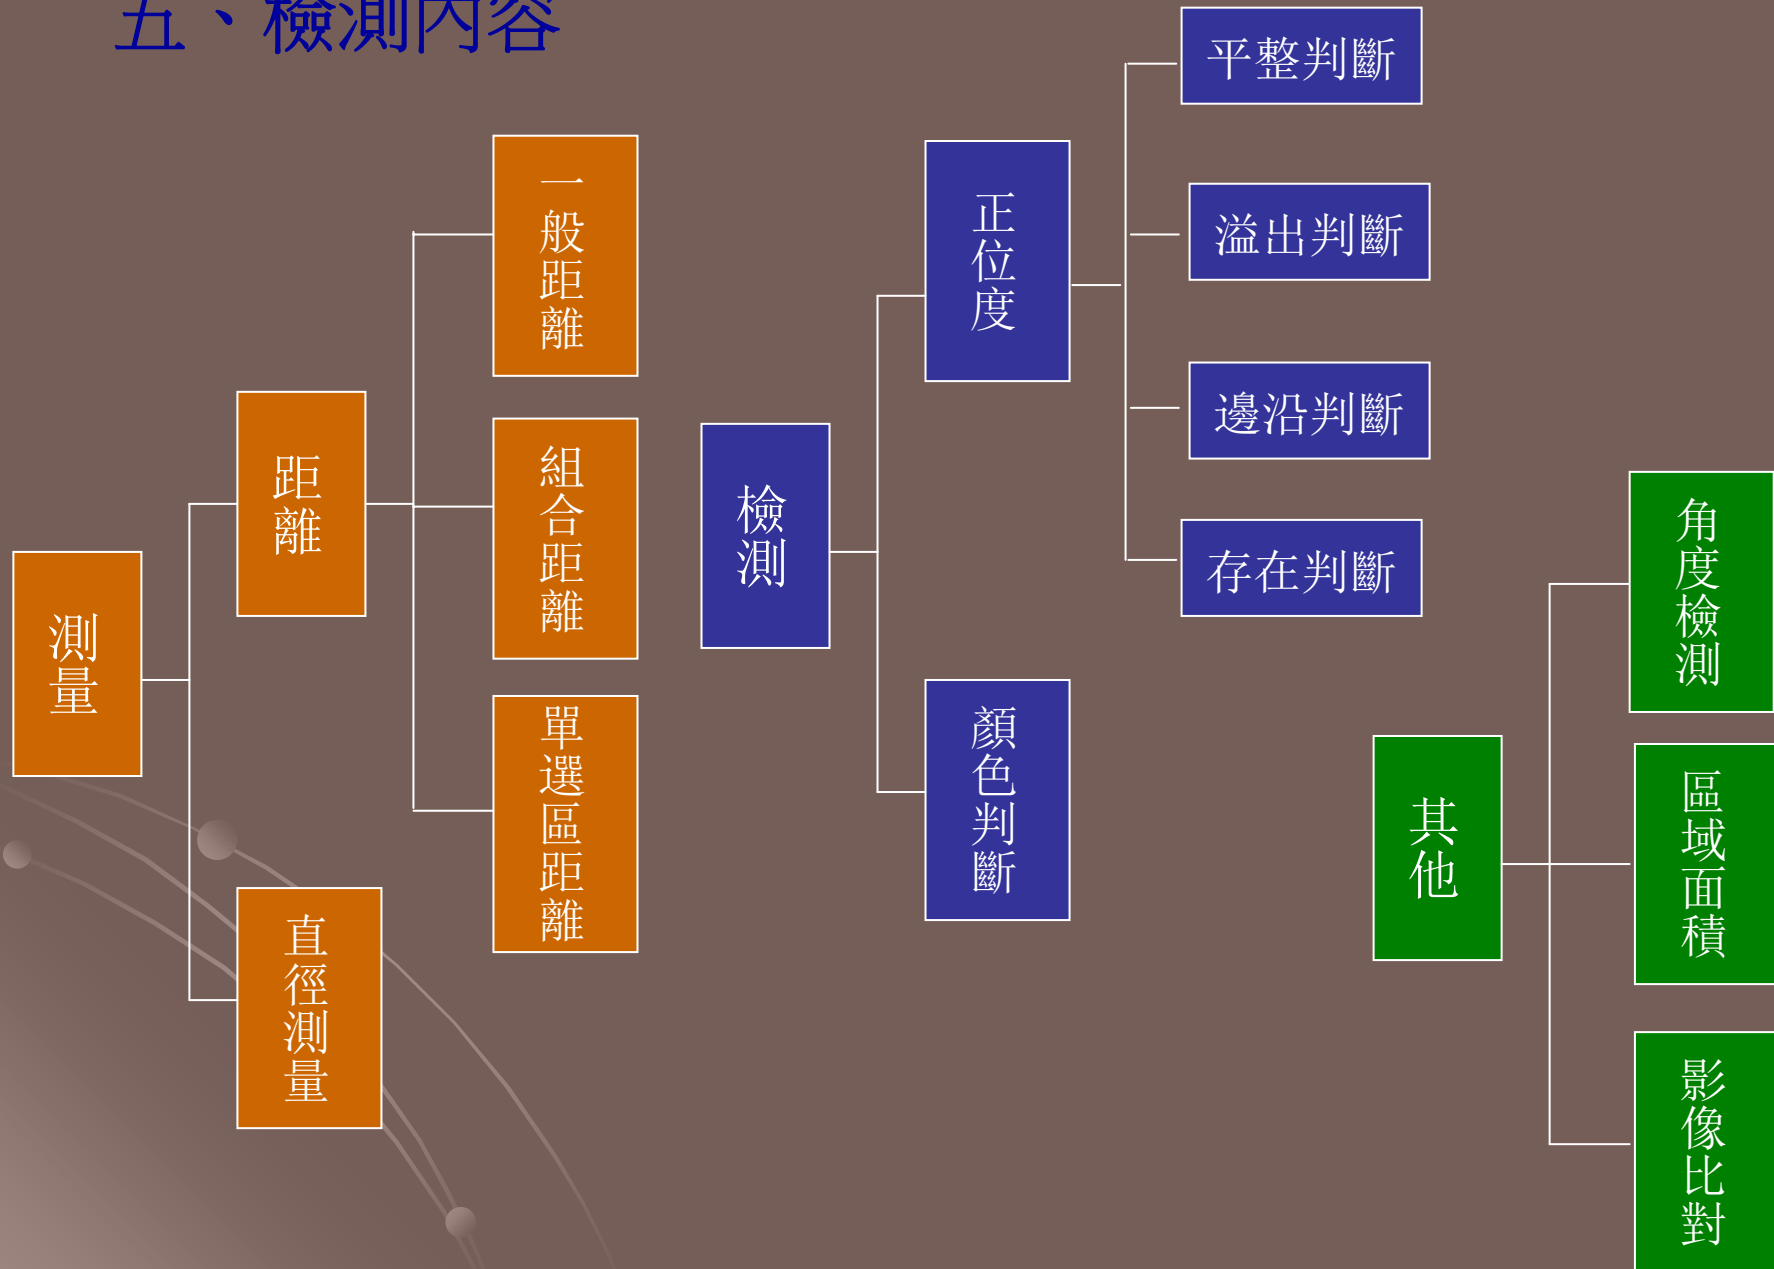 五、檢測內容
測量
距離
一般距離
組合距離
單選區距離
直徑測量
檢測
正位度
平整判斷
溢出判斷
邊沿判斷
存在判斷
顏色判斷
其他
角度檢測
區域面積
影像比對